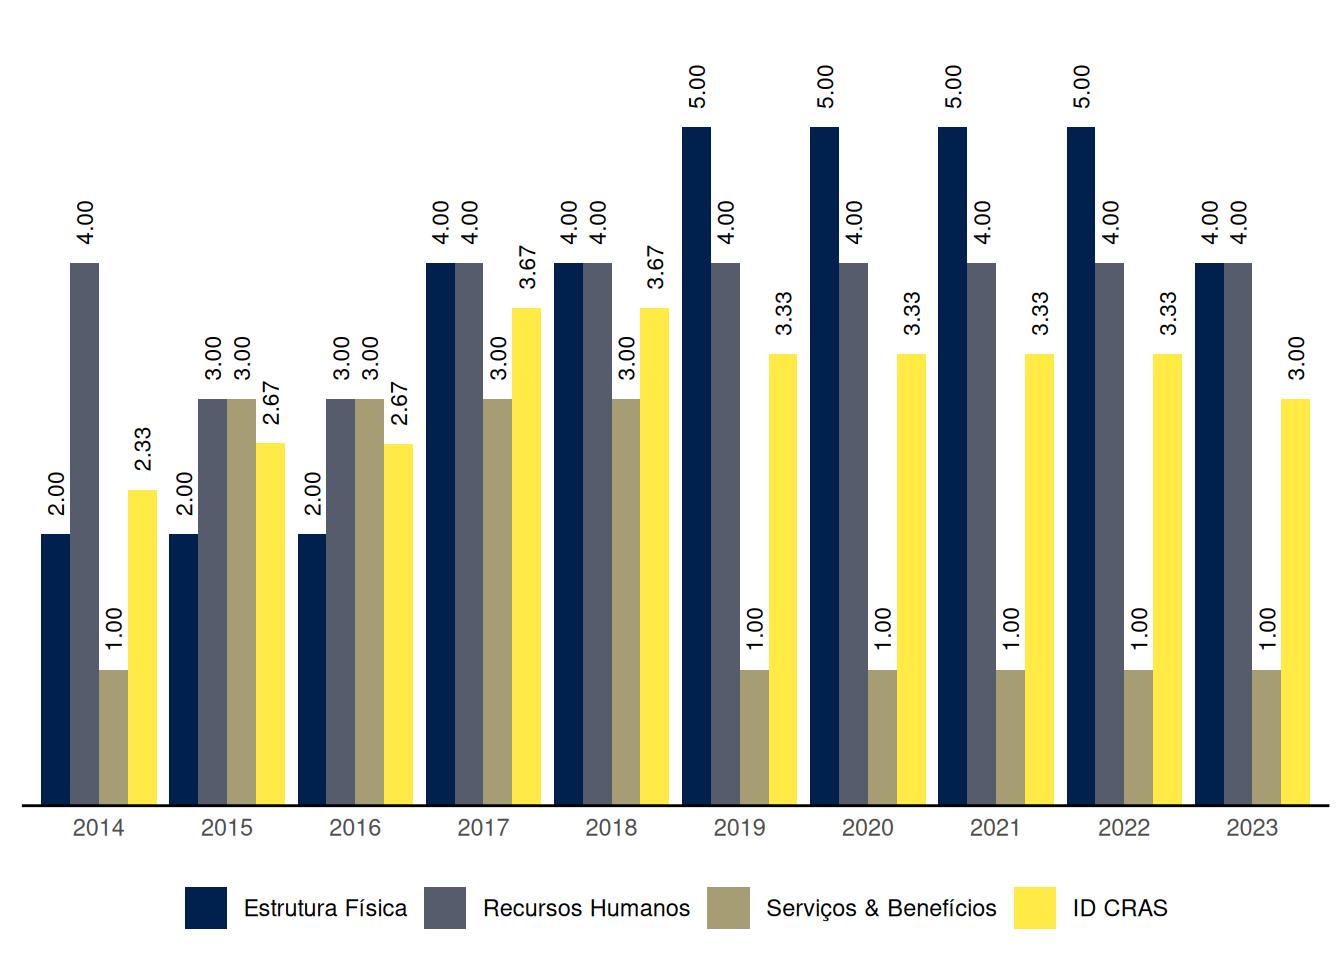 5.00 5.00 5.00 5.00
4.00 4.00 4.00 4.00 4.00 4.00 4.00 4.00 4.00 4.00 4.00
3.67 3.67
3.33 3.33 3.33 3.33
3.00 3.00 3.00 3.00 3.00 3.00 3.00
2.67 2.67
2.33
2.00 2.00 2.00
1.00 1.00 1.00 1.00 1.00 1.00
2014 2015 2016 2017 2018 2019 2020 2021 2022 2023
Estrutura Física Recursos Humanos Serviços & Benefícios ID CRAS